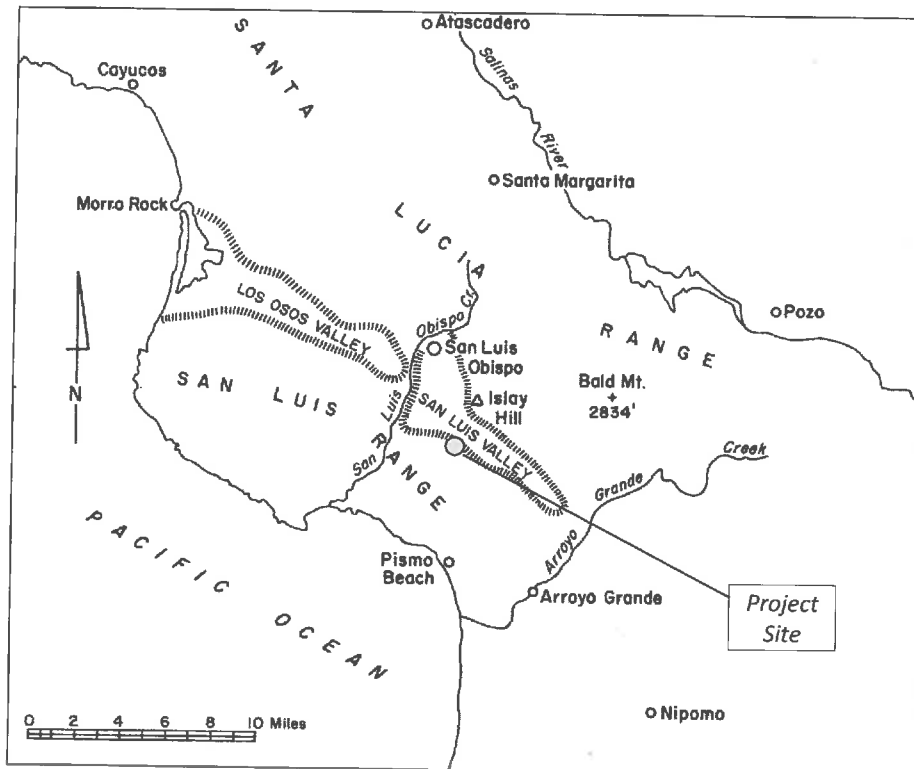 Atascadero
SANTA
LUCIA
RANGE
Salinas
River
Cayucos
Santa Margarita
Morro Rock
LOS OSOS VALLEY
Obispo Cr.
Pozo
San Luis
Obispo
Bald Mt.
2834'
Islay
Hill
SAN LUIS
RANGE
San
Luis
SAN LUIS VALLEY
N
Arroyo
Grande
Creek
PACIFIC OCEAN
Pismo
Beach
Arroyo Grande
Project
Site
Nipomo
0 2 4 6 8 10 Miles